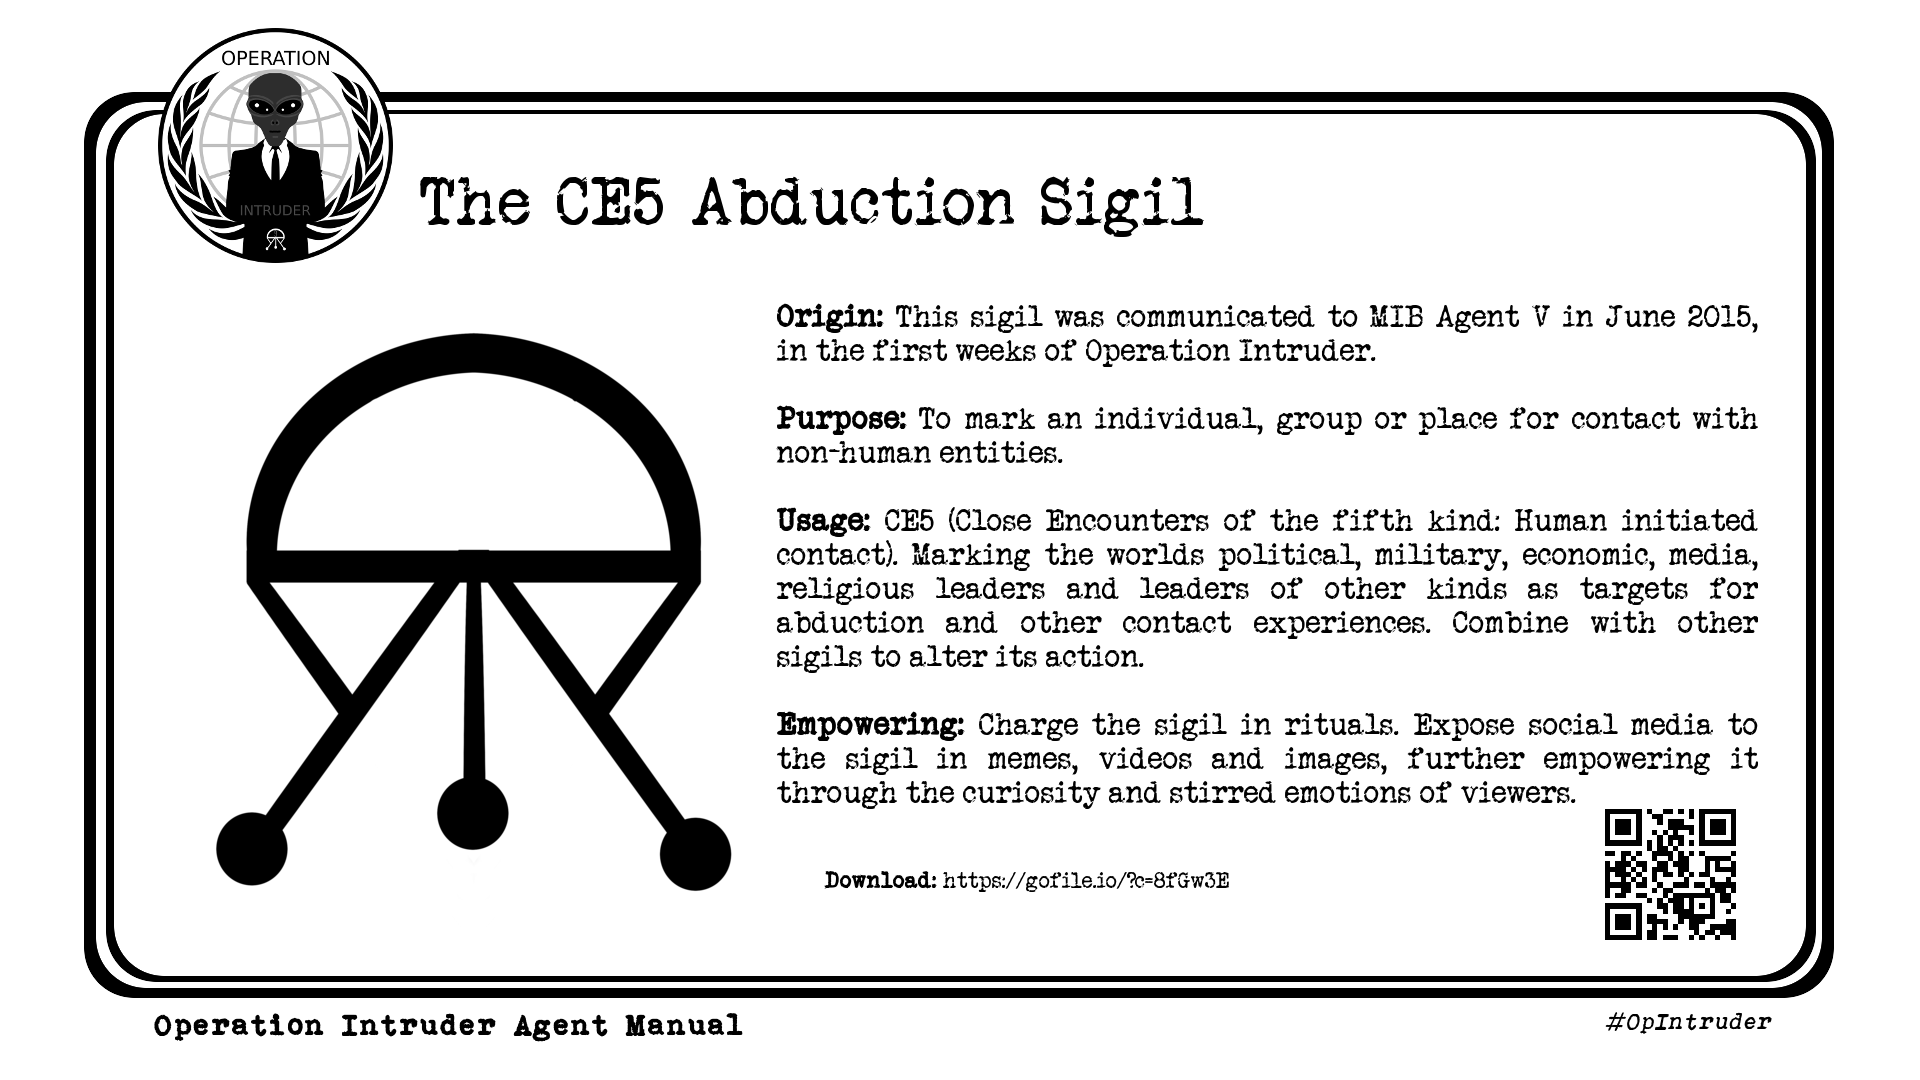 OPERATION
INTRUDER
The CE5 Abduction Sigil
Origin: This sigil was communicated to MIB Agent V in June 2015,
in the first weeks of Operation Intruder.
Purpose: To mark an individual, group or place for contact with
non-human entities.
Usage: CE5 (Close Encounters of the fifth kind: Human initiated
contact). Marking the worlds political, military, economic, media,
religious leaders and leaders of other kinds as targets for
abduction and other contact experiences. Combine with other
sigils to alter its action.
Empowering: Charge the sigil in rituals. Expose social media to
the sigil in memes, videos and images, further empowering it
through the curiosity and stirred emotions of viewers.
Download: https://gofile.io/?c=8fGw3E
Operation Intruder Agent Manual
#OpIntruder